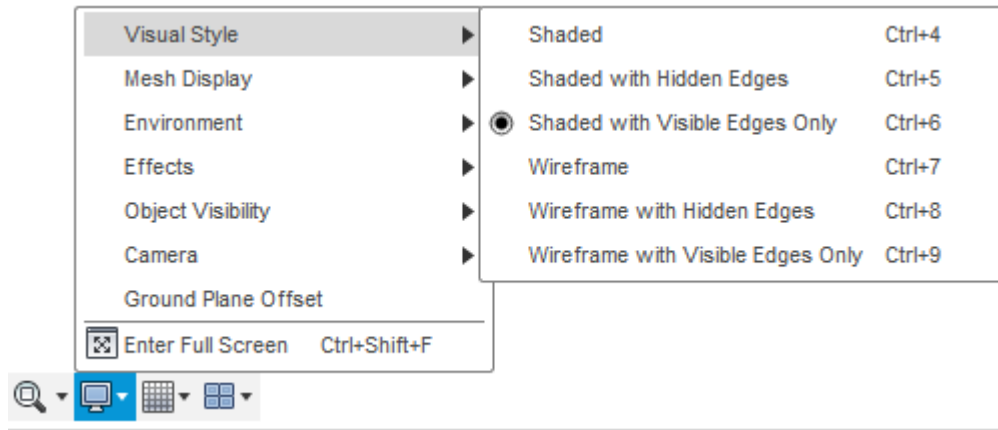 Visual Style
Mesh Display
Environment
Effects
Object Visibility
Camera
Ground Plane Offset
Enter Full Screen Ctrl+Shift+F
Shaded Ctrl+4
Shaded with Hidden Edges Ctrl+5
Shaded with Visible Edges Only Ctrl+6
Wireframe Ctrl+7
Wireframe with Hidden Edges Ctrl+8
Wireframe with Visible Edges Only Ctrl+9